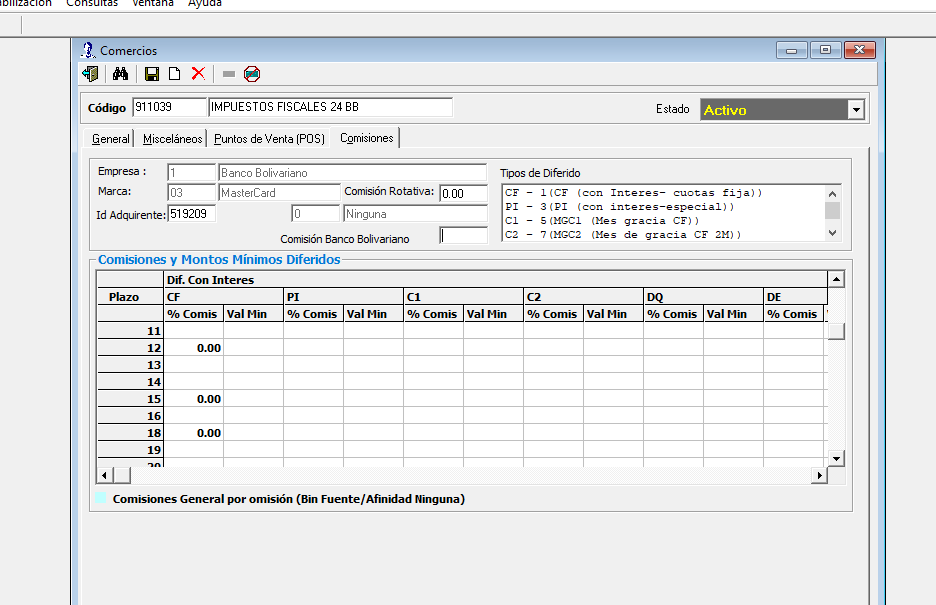 Consultas Ventana Ayuda
Comercios
Código 911039 IMPUESTOS FISCALES 24 BB Estado Activo
General Misceláneos Puntos de Venta (POS) Comisiones
Empresa : 1 Banco Bolivariano Tipos de Diferido
Marca: 03 MasterCard Comisión Rotativa: 0.00
Id Adquirente: 519209 0 Ninguna
Comisión Banco Bolivariano
CF - 1(CF (con Interes- cuotas fija))
PI - 3(PI (con interes-especial))
C1 - 5(MGC1 (Mes gracia CF))
C2 - 7(MGC2 (Mes de gracia CF 2M))
Comisiones y Montos Mínimos Diferidos
Dif. Con Interes
Plazo CF PI C1 C2 DQ DE
% Comis Val Min % Comis Val Min % Comis Val Min % Comis Val Min % Comis Val Min % Comis
11
12 0.00
13
14
15 0.00
16
18 0.00
19
20
Comisiones General por omisión (Bin Fuente/Afinidad Ninguna)